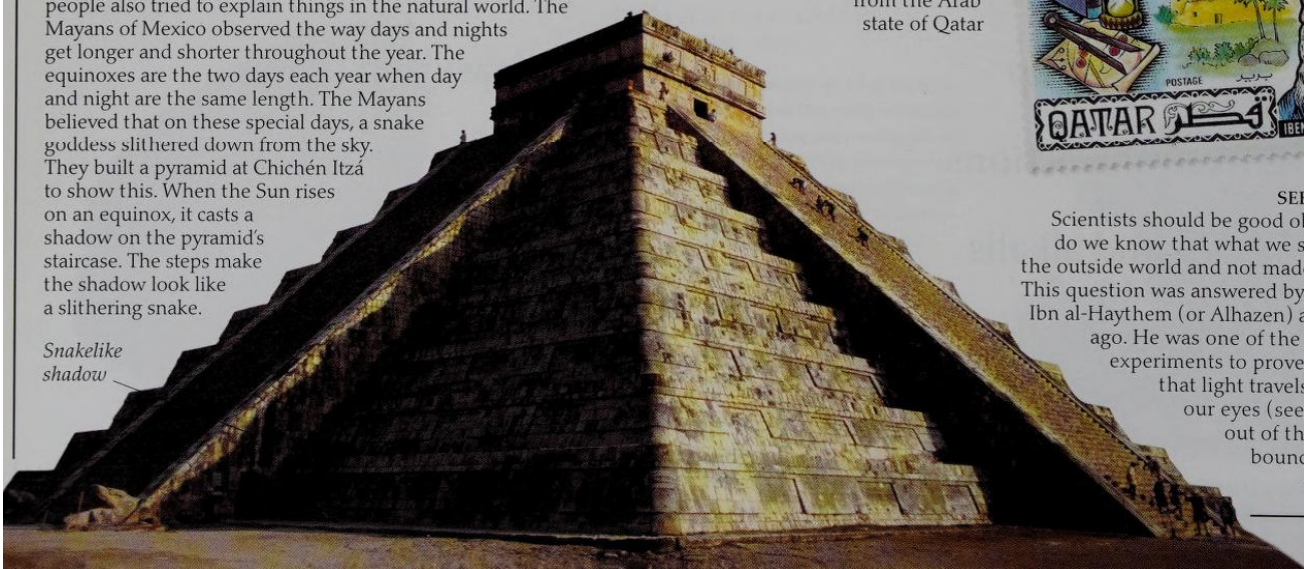 people also tried to explain things in the natural world. The
Mayans of Mexico observed the way days and nights
get longer and shorter throughout the year. The
equinoxes are the two days each year when day
and night are the same length. The Mayans
believed that on these special days, a snake
goddess slithered down from the sky.
They built a pyramid at Chichén Itzá
to show this. When the Sun rises
on an equinox, it casts a
shadow on the pyramid's
staircase. The steps make
the shadow look like
a slithering snake.
Snakelike
shadow
from the Arab
state of Qatar
POSTAGE بريد
QATAR قطر
Scientists should be good
do we know that what we
the outside world and not
This question was answered by
Ibn al-Haythem (or Alhazen)
ago. He was one of the
experiments to prove
that light travels
our eyes (see
out of